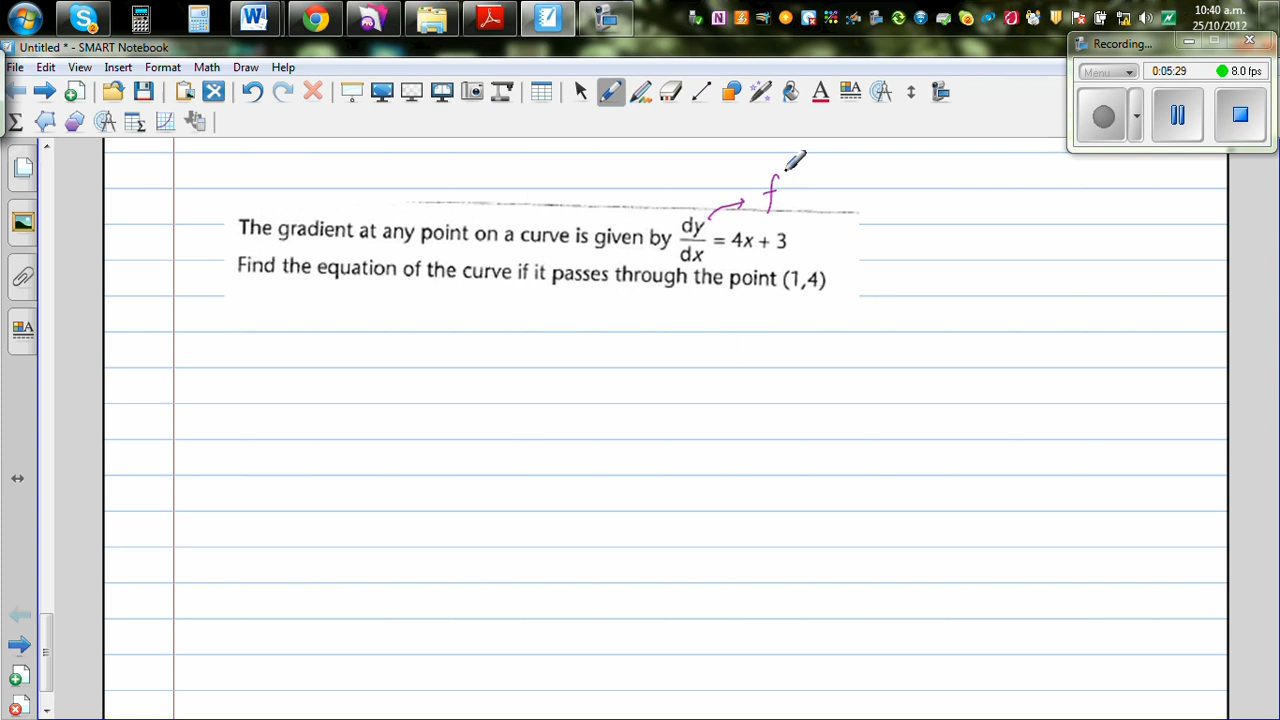 10:40 a.m.
25/10/2012
Untitled * - SMART Notebook
Recording...
File Edit View Insert Format Math Draw Help
Menu 0:05:29 8.0 fps
f
The gradient at any point on a curve is given by dy/dx = 4x + 3
Find the equation of the curve if it passes through the point (1,4)